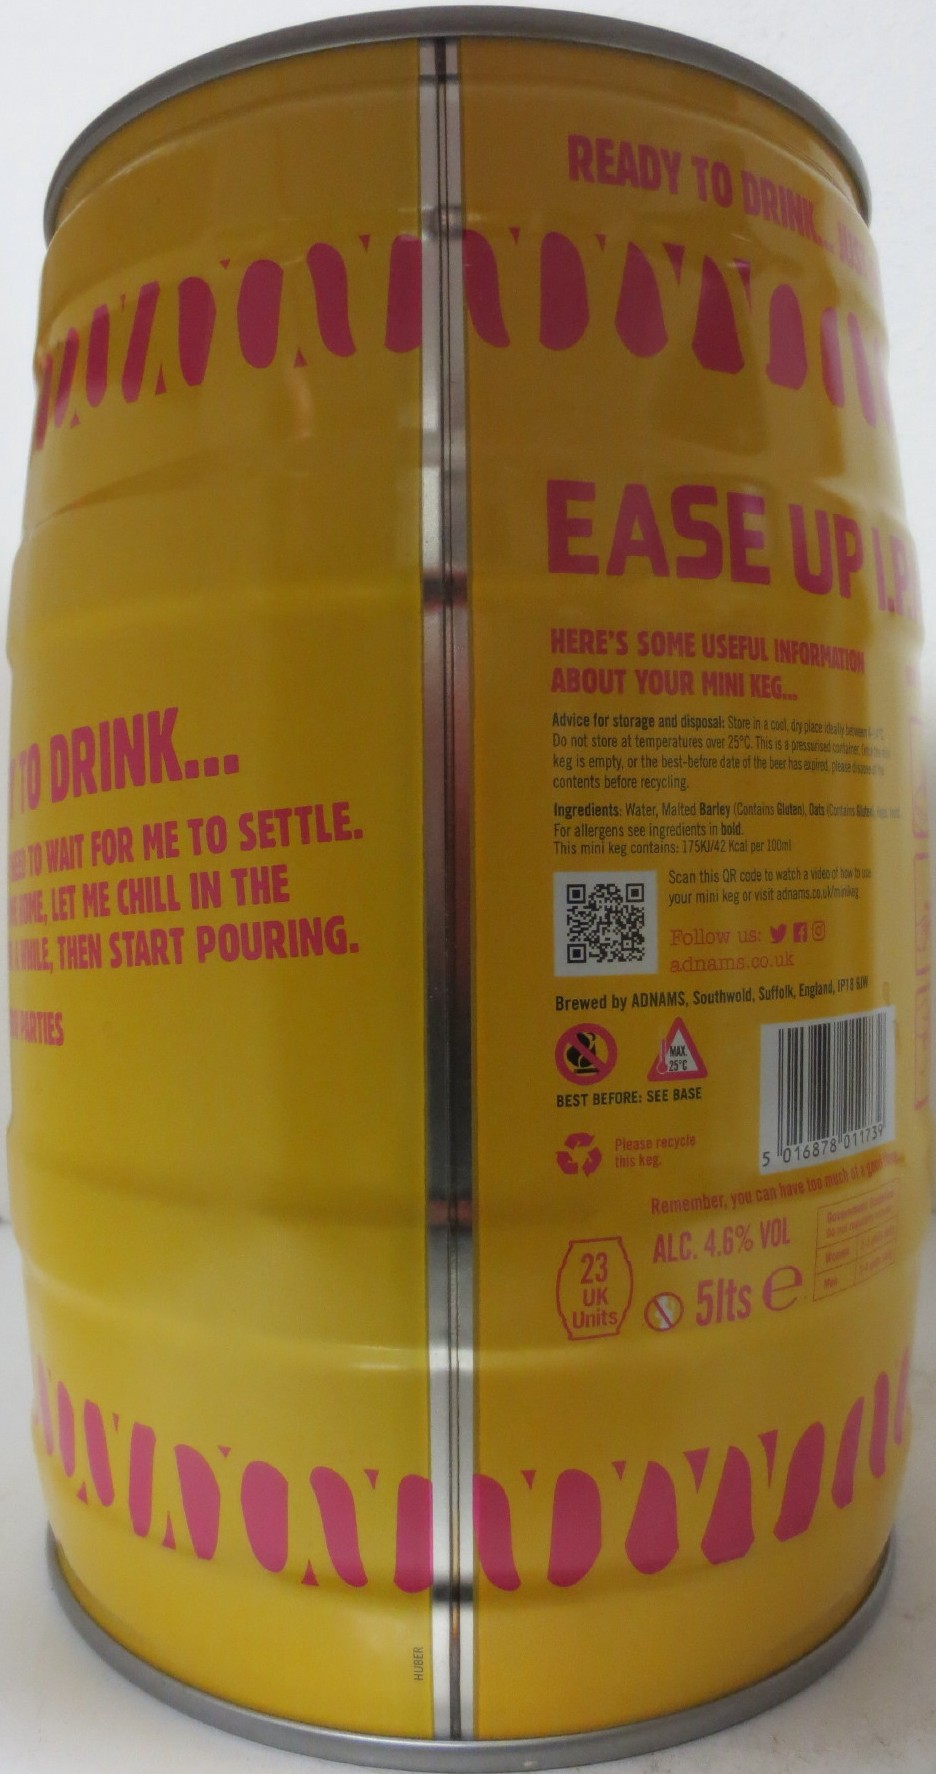 TO DRINK...
TO WAIT FOR ME TO SETTLE.
LET ME CHILL IN THE
THEN START POURING.
PARTIES
HUBER
READY TO DRINK...
EASE UP I.P.
HERE'S SOME USEFUL INFORMATION
ABOUT YOUR MINI KEG...
Advice for storage and disposal: Store in a cool, dry place ideally between
Do not store at temperatures over 25°C. This is a pressurised container. Once the
keg is empty, or the best-before date of the beer has expired, please dispose of the
contents before recycling.
Ingredients: Water, Malted Barley (Contains Gluten), Oats (Contains Gluten),
For allergens see ingredients in bold.
This mini keg contains: 175KJ/42 Kcal per 100ml
Scan this QR code to watch a video of how to use
your mini keg or visit adnams.co.uk/minikeg
Follow us:
adnams.co.uk
Brewed by ADNAMS, Southwold, Suffolk, England, IP18 6JW
MAX.
25°C
BEST BEFORE: SEE BASE
5 016878 011739
Please recycle
this keg.
Remember, you can have too much of a good
ALC. 4.6% VOL
23
UK
Units
5lts e
Women
Men